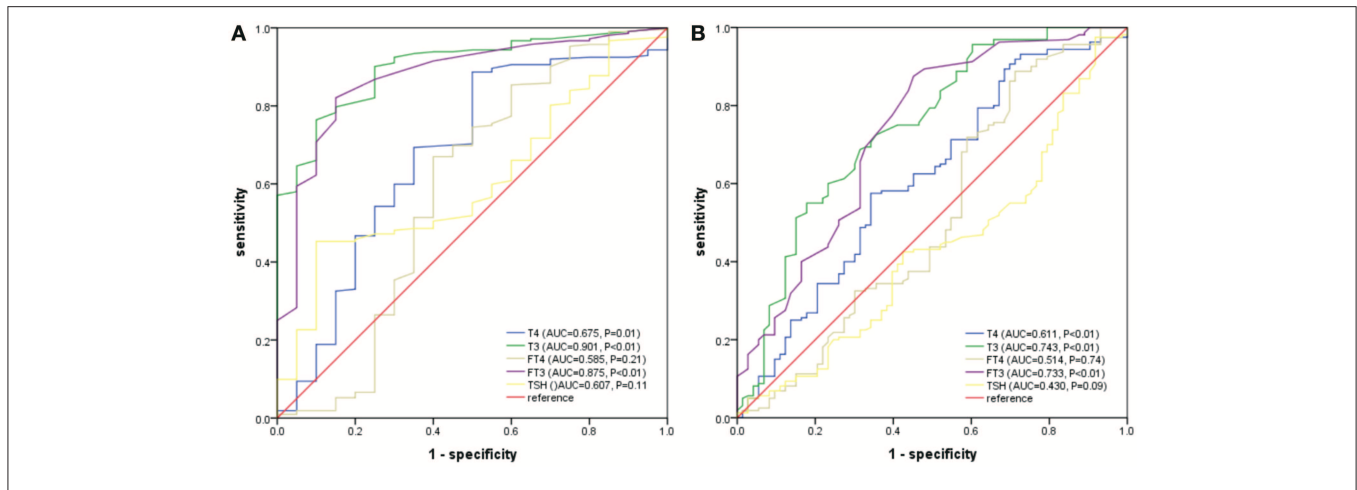 A
1.0
0.8
0.6
0.4
0.2
0.0
sensitivity
T4 (AUC=0.675, P=0.01)
T3 (AUC=0.901, P<0.01)
FT4 (AUC=0.585, P=0.21)
FT3 (AUC=0.875, P<0.01)
TSH ()AUC=0.607, P=0.11
reference
0.0 0.2 0.4 0.6 0.8 1.0
1 - specificity
B
1.0
0.8
0.6
0.4
0.2
0.0
sensitivity
T4 (AUC=0.611, P<0.01)
T3 (AUC=0.743, P<0.01)
FT4 (AUC=0.514, P=0.74)
FT3 (AUC=0.733, P<0.01)
TSH (AUC=0.430, P=0.09)
reference
0.0 0.2 0.4 0.6 0.8 1.0
1 - specificity